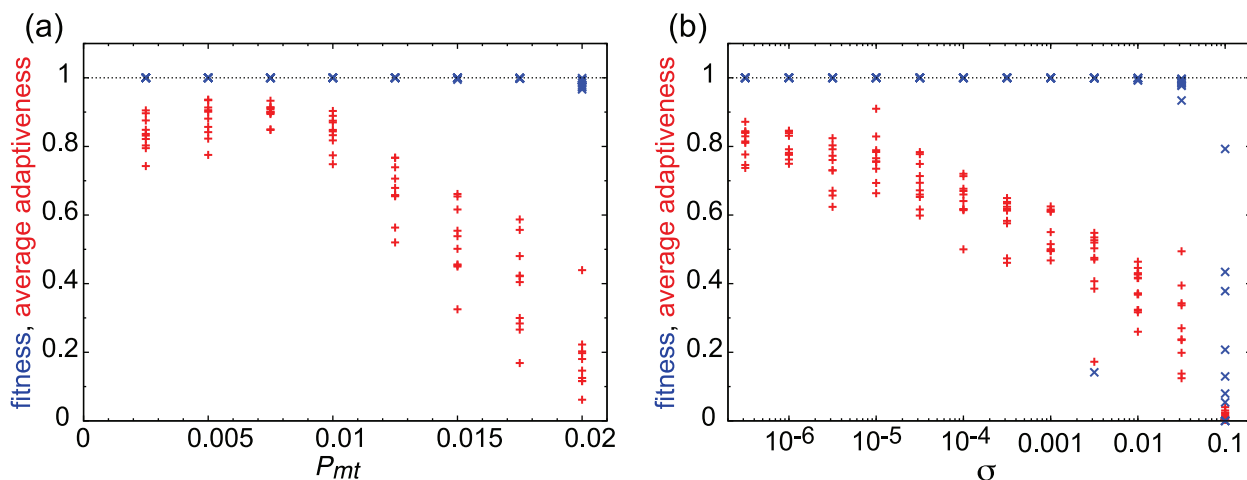 (a)
fitness, average adaptiveness
1
0.8
0.6
0.4
0.2
0
0 0.005 0.01 0.015 0.02
Pmt
(b)
fitness, average adaptiveness
1
0.8
0.6
0.4
0.2
0
10-6 10-5 10-4 0.001 0.01 0.1
σ